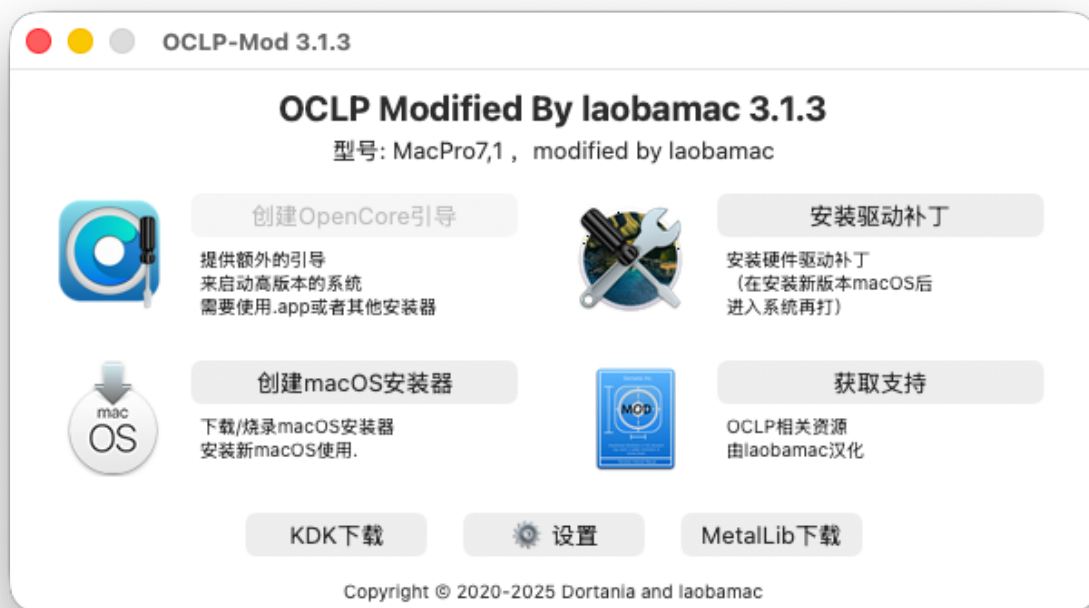 OCLP-Mod 3.1.3
OCLP Modified By laobamac 3.1.3
型号: MacPro7,1 ，modified by laobamac
创建OpenCore引导
提供额外的引导
来启动高版本的系统
需要使用.app或者其他安装器
安装驱动补丁
安装硬件驱动补丁
（在安装新版本macOS后
进入系统再打）
mac
OS
创建macOS安装器
下载/烧录macOS安装器
安装新macOS使用.
MOD
获取支持
OCLP相关资源
由laobamac汉化
KDK下载
设置
MetalLib下载
Copyright © 2020-2025 Dortania and laobamac